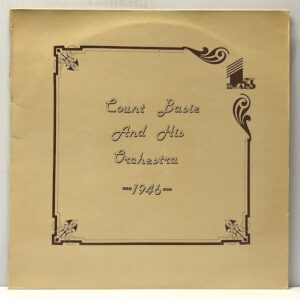 Count Basie
And His
Orchestra
-1946-